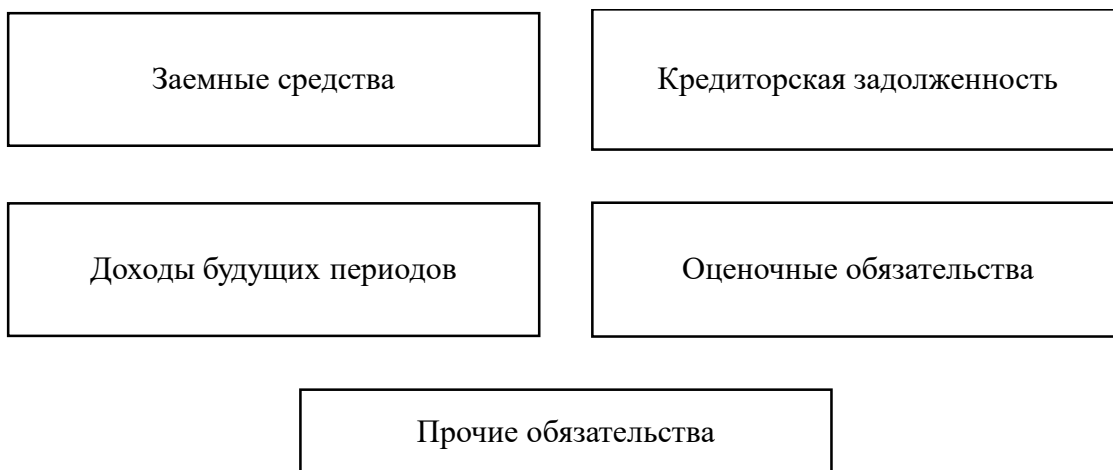 Заемные средства
Кредиторская задолженность
Доходы будущих периодов
Оценочные обязательства
Прочие обязательства